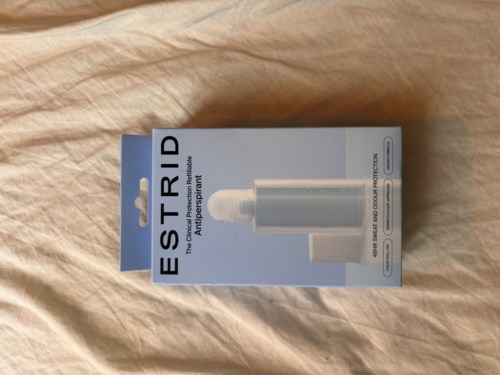 ESTRID
The Clinical Protection Refillable
Antiperspirant
48HR SWEAT AND ODOUR PROTECTION